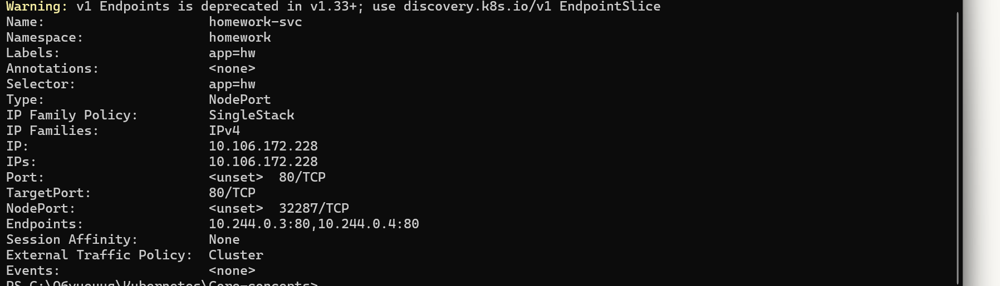 Warning: v1 Endpoints is deprecated in v1.33+; use discovery.k8s.io/v1 EndpointSlice
Name: homework-svc
Namespace: homework
Labels: app=hw
Annotations: <none>
Selector: app=hw
Type: NodePort
IP Family Policy: SingleStack
IP Families: IPv4
IP: 10.106.172.228
IPs: 10.106.172.228
Port: <unset> 80/TCP
TargetPort: 80/TCP
NodePort: <unset> 32287/TCP
Endpoints: 10.244.0.3:80,10.244.0.4:80
Session Affinity: None
External Traffic Policy: Cluster
Events: <none>
PS